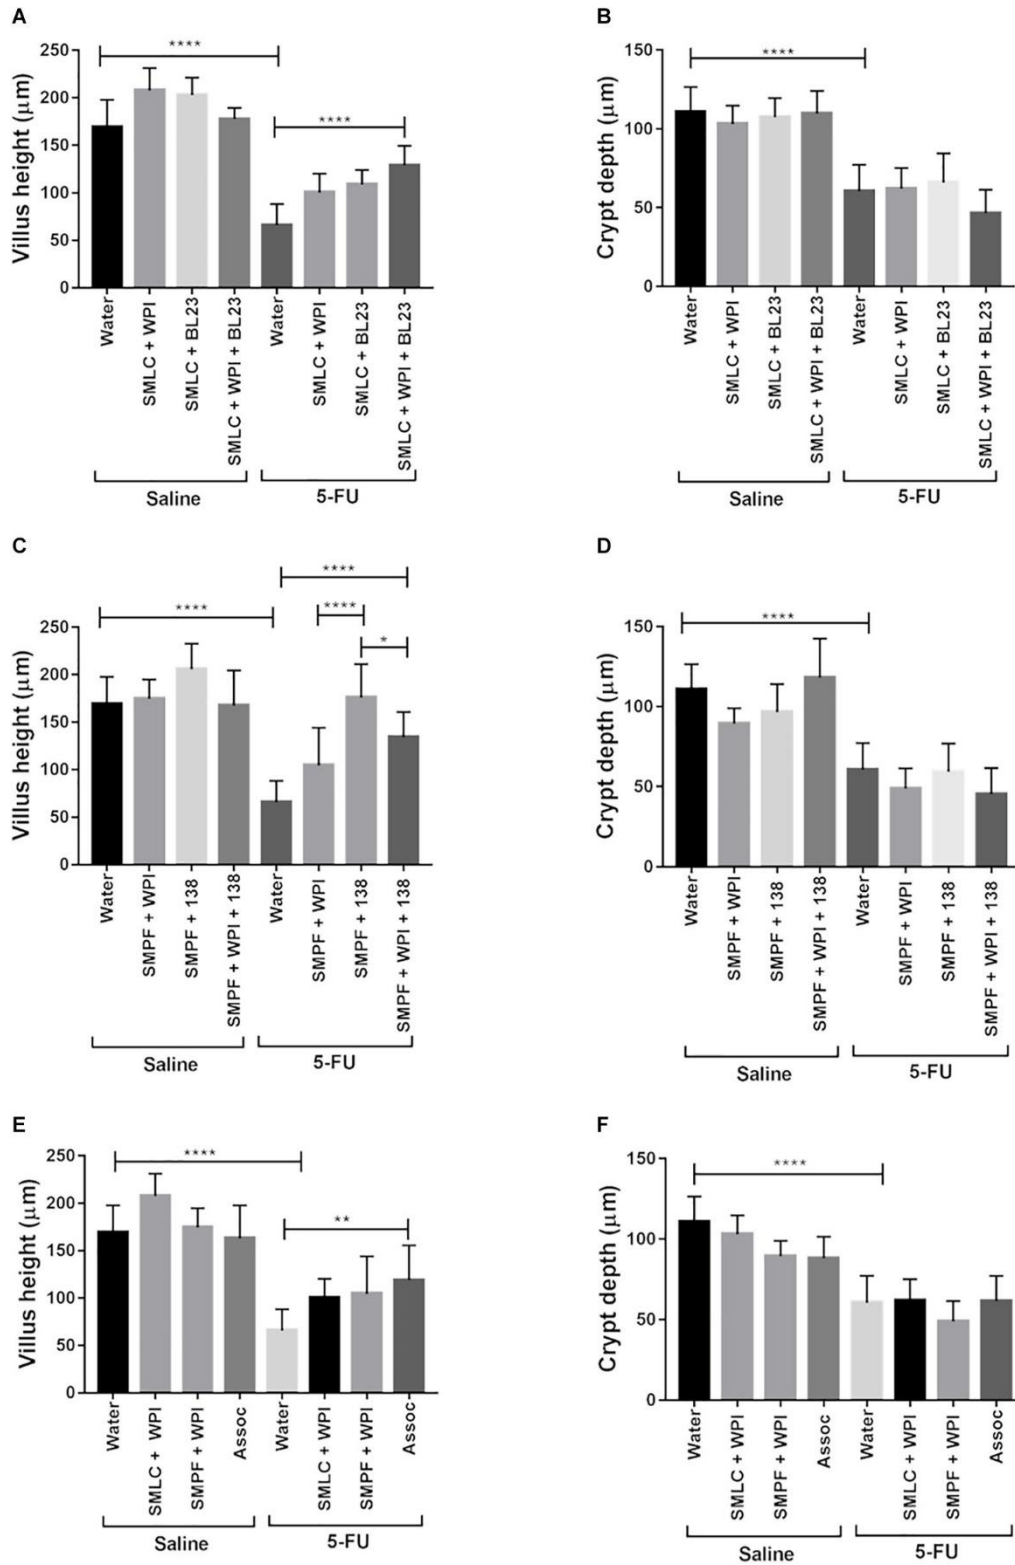 A
Villus height (μm)
250
200
150
100
50
0
****
****
Water
SMLC + WPI
SMLC + BL23
SMLC + WPI + BL23
Water
SMLC + WPI
SMLC + BL23
SMLC + WPI + BL23
Saline
5-FU
B
Crypt depth (μm)
150
100
50
0
****
Water
SMLC + WPI
SMLC + BL23
SMLC + WPI + BL23
Water
SMLC + WPI
SMLC + BL23
SMLC + WPI + BL23
Saline
5-FU
C
Villus height (μm)
250
200
150
100
50
0
****
****
****
*
Water
SMPF + WPI
SMPF + 138
SMPF + WPI + 138
Water
SMPF + WPI
SMPF + 138
SMPF + WPI + 138
Saline
5-FU
D
Crypt depth (μm)
150
100
50
0
****
Water
SMPF + WPI
SMPF + 138
SMPF + WPI + 138
Water
SMPF + WPI
SMPF + 138
SMPF + WPI + 138
Saline
5-FU
E
Villus height (μm)
250
200
150
100
50
0
****
**
Water
SMLC + WPI
SMPF + WPI
Assoc
Water
SMLC + WPI
SMPF + WPI
Assoc
Saline
5-FU
F
Crypt depth (μm)
150
100
50
0
****
Water
SMLC + WPI
SMPF + WPI
Assoc
Water
SMLC + WPI
SMPF + WPI
Assoc
Saline
5-FU